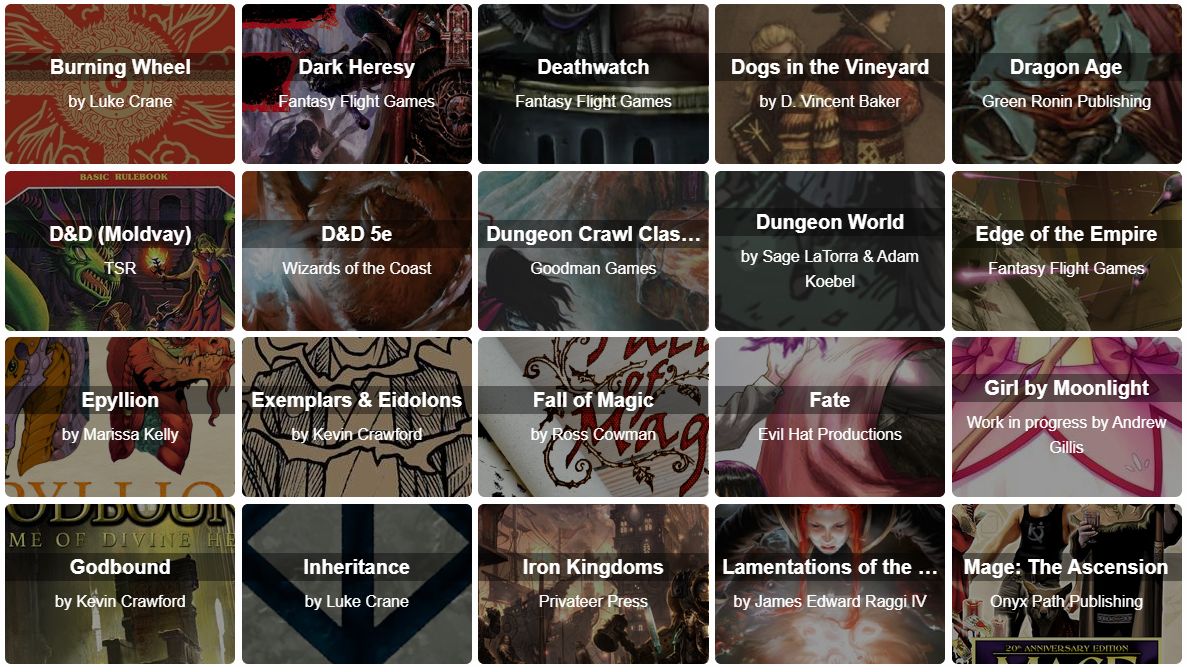 Burning Wheel
by Luke Crane
Dark Heresy
Fantasy Flight Games
Deathwatch
Fantasy Flight Games
Dogs in the Vineyard
by D. Vincent Baker
Dragon Age
Green Ronin Publishing
BASIC RULEBOOK
D&D (Moldvay)
TSR
D&D 5e
Wizards of the Coast
Dungeon Crawl Clas…
Goodman Games
Dungeon World
by Sage LaTorra & Adam
Koebel
Edge of the Empire
Fantasy Flight Games
Epyllion
by Marissa Kelly
Exemplars & Eidolons
by Kevin Crawford
Fall of Magic
by Ross Cowman
Fate
Evil Hat Productions
Girl by Moonlight
Work in progress by Andrew
Gillis
Godbound
by Kevin Crawford
Inheritance
by Luke Crane
Iron Kingdoms
Privateer Press
Lamentations of the …
by James Edward Raggi IV
Mage: The Ascension
Onyx Path Publishing
20th ANNIVERSARY EDITION
MAGE